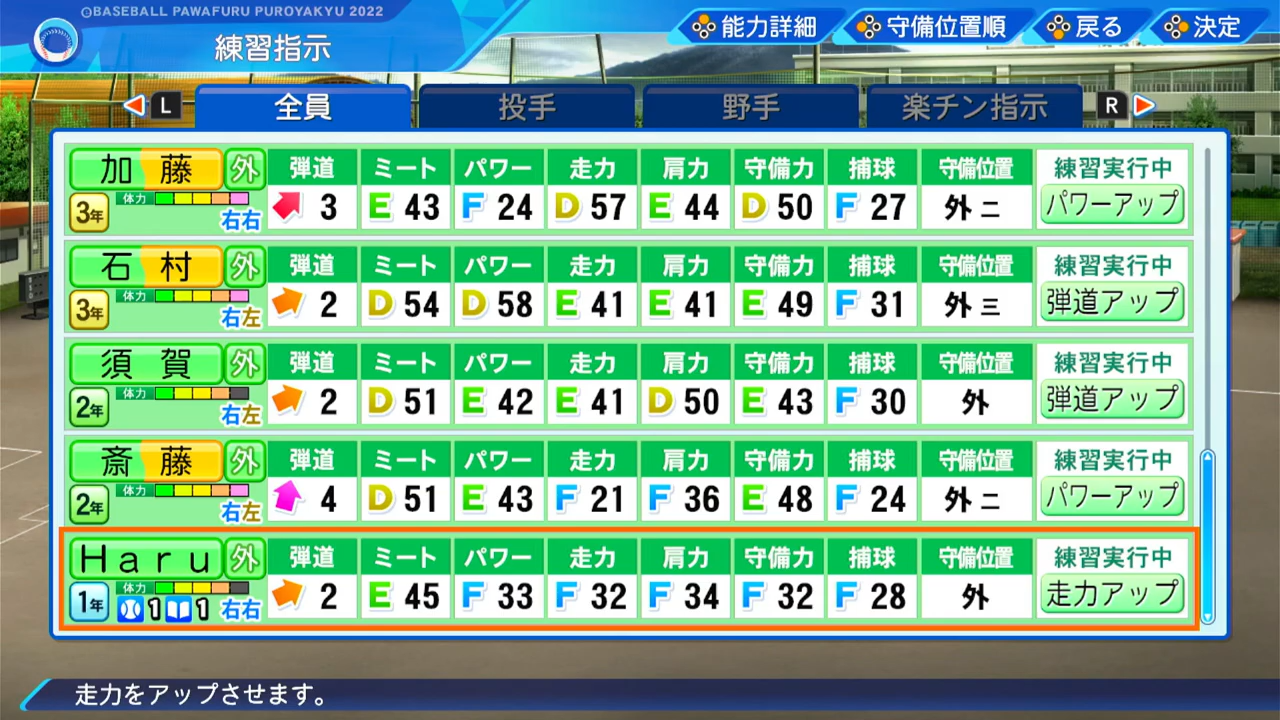 ©BASEBALL PAWAFURU PUROYAKYU 2022
練習指示
能力詳細 守備位置順 戻る 決定
L 全員 投手 野手 楽チン指示 R
加藤 外 弾道 ミート パワー 走力 肩力 守備力 捕球 守備位置 練習実行中
3年 体力 右右 3 E 43 F 24 D 57 E 44 D 50 F 27 外二 パワーアップ
石村 外 弾道 ミート パワー 走力 肩力 守備力 捕球 守備位置 練習実行中
3年 体力 右左 2 D 54 D 58 E 41 E 41 E 49 F 31 外三 弾道アップ
須賀 外 弾道 ミート パワー 走力 肩力 守備力 捕球 守備位置 練習実行中
2年 体力 右左 2 D 51 E 42 E 41 D 50 E 43 F 30 外 弾道アップ
斎藤 外 弾道 ミート パワー 走力 肩力 守備力 捕球 守備位置 練習実行中
2年 体力 右左 4 D 51 E 43 F 21 F 36 E 48 F 24 外二 パワーアップ
Haru 外 弾道 ミート パワー 走力 肩力 守備力 捕球 守備位置 練習実行中
1年 体力 1 1 右右 2 E 45 F 33 F 32 F 34 F 32 F 28 外 走力アップ
走力をアップさせます。